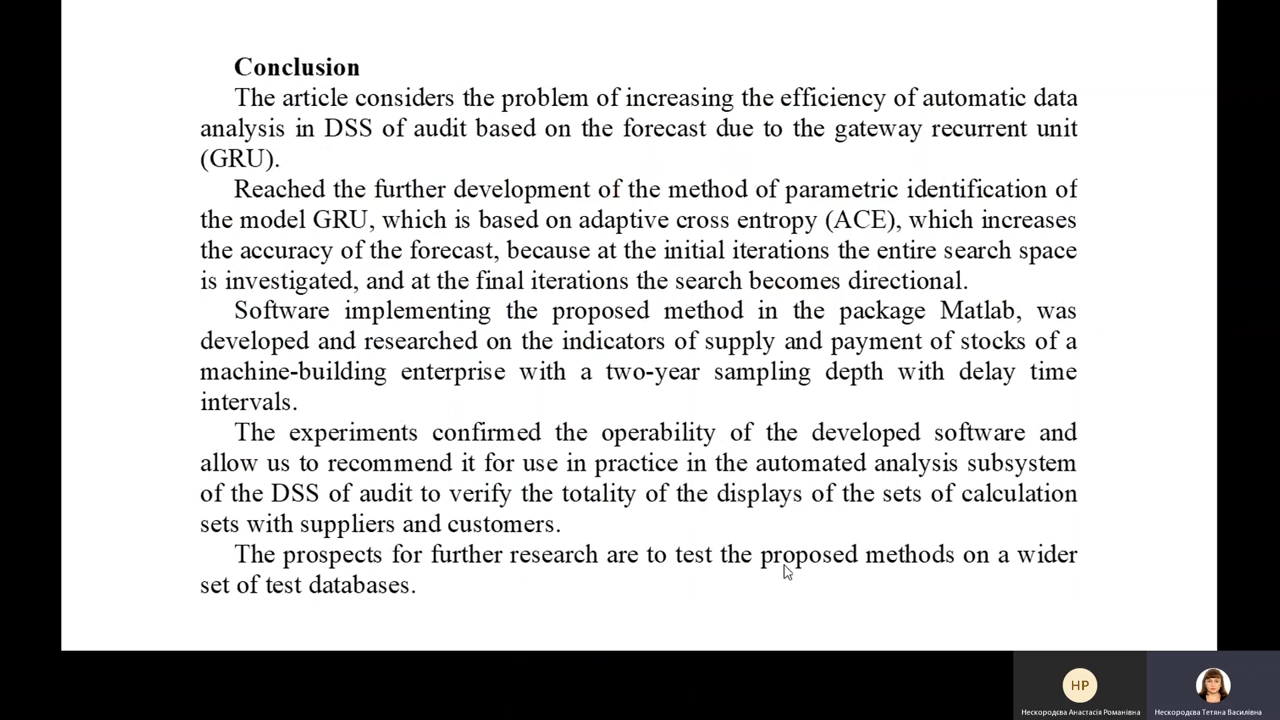 Conclusion
The article considers the problem of increasing the efficiency of automatic data
analysis in DSS of audit based on the forecast due to the gateway recurrent unit
(GRU).
Reached the further development of the method of parametric identification of
the model GRU, which is based on adaptive cross entropy (ACE), which increases
the accuracy of the forecast, because at the initial iterations the entire search space
is investigated, and at the final iterations the search becomes directional.
Software implementing the proposed method in the package Matlab, was
developed and researched on the indicators of supply and payment of stocks of a
machine-building enterprise with a two-year sampling depth with delay time
intervals.
The experiments confirmed the operability of the developed software and
allow us to recommend it for use in practice in the automated analysis subsystem
of the DSS of audit to verify the totality of the displays of the sets of calculation
sets with suppliers and customers.
The prospects for further research are to test the proposed methods on a wider
set of test databases.
НР
Нескородєва Анастасія Романівна
Нескородєва Тетяна Василівна